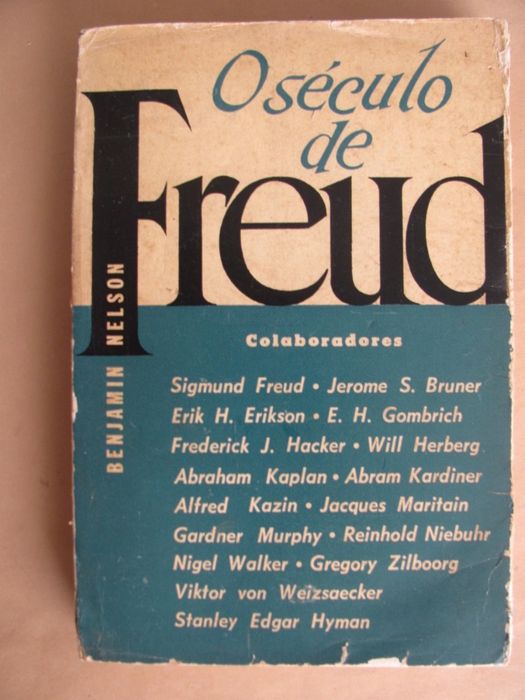 O século
de
Freud
BENJAMIN NELSON
Colaboradores
Sigmund Freud • Jerome S. Bruner
Erik H. Erikson • E. H. Gombrich
Frederick J. Hacker • Will Herberg
Abraham Kaplan • Abram Kardiner
Alfred Kazin • Jacques Maritain
Gardner Murphy • Reinhold Niebuhr
Nigel Walker • Gregory Zilboorg
Viktor von Weizsaecker
Stanley Edgar Hyman